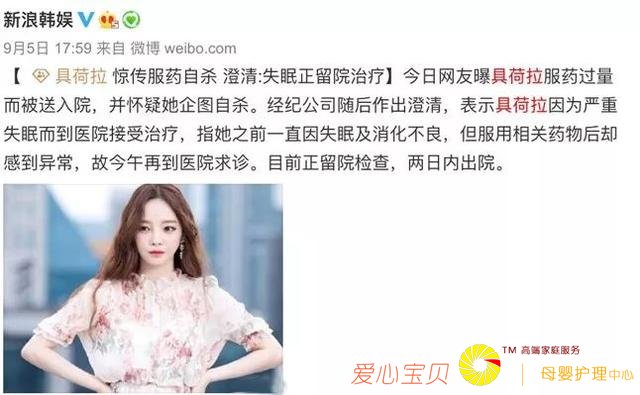 新浪韩娱
9月5日 17:59 来自 微博 weibo.com
【 具荷拉 惊传服药自杀 澄清:失眠正留院治疗】今日网友曝具荷拉服药过量
而被送入院，并怀疑她企图自杀。经纪公司随后作出澄清，表示具荷拉因为严重
失眠而到医院接受治疗，指她之前一直因失眠及消化不良，但服用相关药物后却
感到异常，故今午再到医院求诊。目前正留院检查，两日内出院。
爱心宝贝
TM 高端家庭服务
母婴护理中心